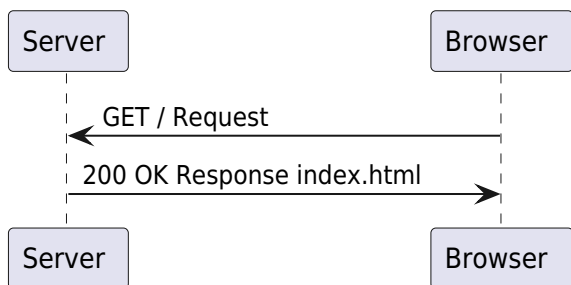 Server
Browser
GET / Request
200 OK Response index.html
Server
Browser